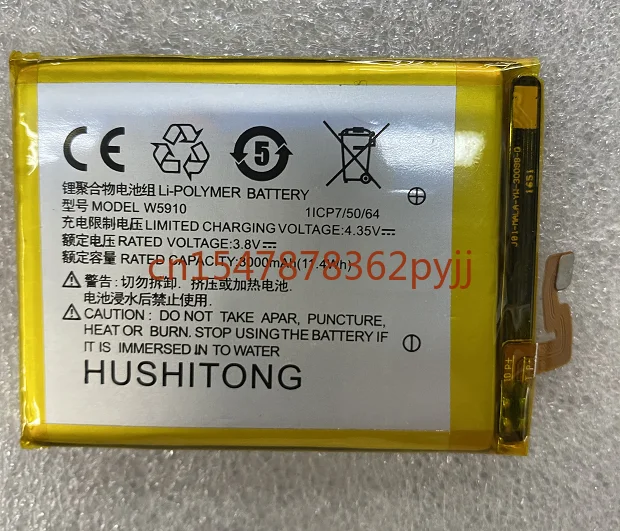 CE
5
锂聚合物电池组 Li-POLYMER BATTERY
型号 MODEL W5910 1ICP7/50/64
充电限制电压 LIMITED CHARGING VOLTAGE:4.35V
额定电压 RATED VOLTAGE:3.8V
额定容量 RATED CAPACITY:3000mAh(11.4Wh)
cn1547878362pyjj
警告: 切勿拆卸. 挤压或加热电池.
电池浸水后禁止使用.
CAUTION : DO NOT TAKE APAR, PUNCTURE,
HEAT OR BURN. STOP USINGTHE BATTERY IF
IT IS IMMERSED IN TO WATER
HUSHITONG
1651
P+